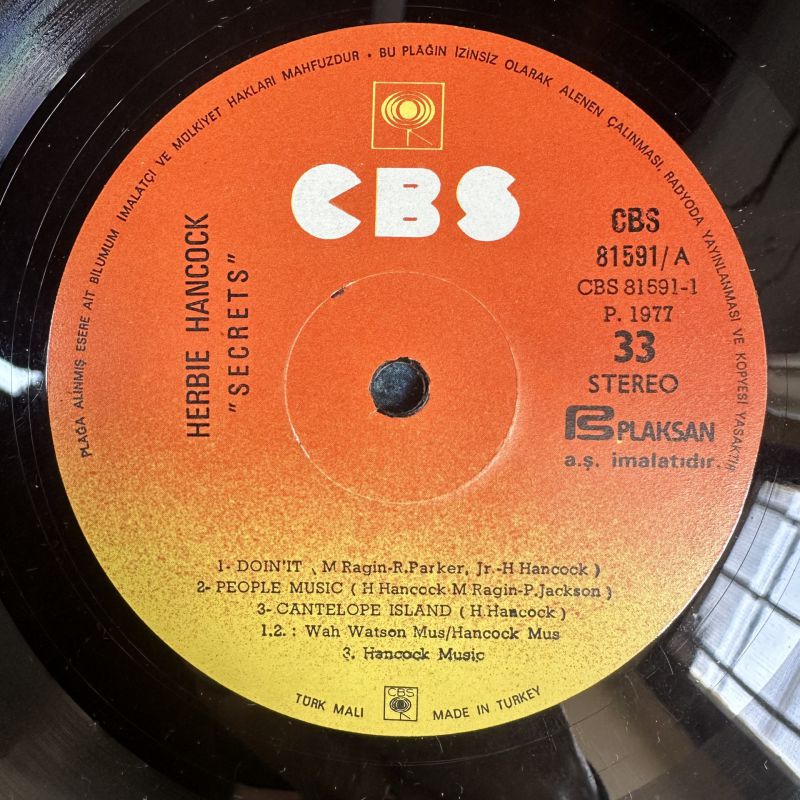 PLAĞA ALINMIŞ ESERE AİT BİLUMUM İMALATÇI VE MÜLKİYET HAKLARI MAHFUZDUR • BU PLAĞIN İZİNSİZ OLARAK ALENEN ÇALINMASI, RADYODA YAYINLANMASI VE KOPYESİ YASAKTIR
CBS
HERBIE HANCOCK
"SECRETS"
CBS
81591/A
CBS 81591-1
P. 1977
33
STEREO
PLAKSAN
a.ş. imalatıdır.
1- DOIN'IT ( M Ragin-R.Parker, Jr.-H Hancock )
2- PEOPLE MUSIC ( H Hancock-M Ragin-P.Jackson )
3- CANTELOPE ISLAND ( H.Hancock )
1.2. : Wah Watson Mus/Hancock Mus
3. Hancock Music
TÜRK MALI CBS MADE IN TURKEY